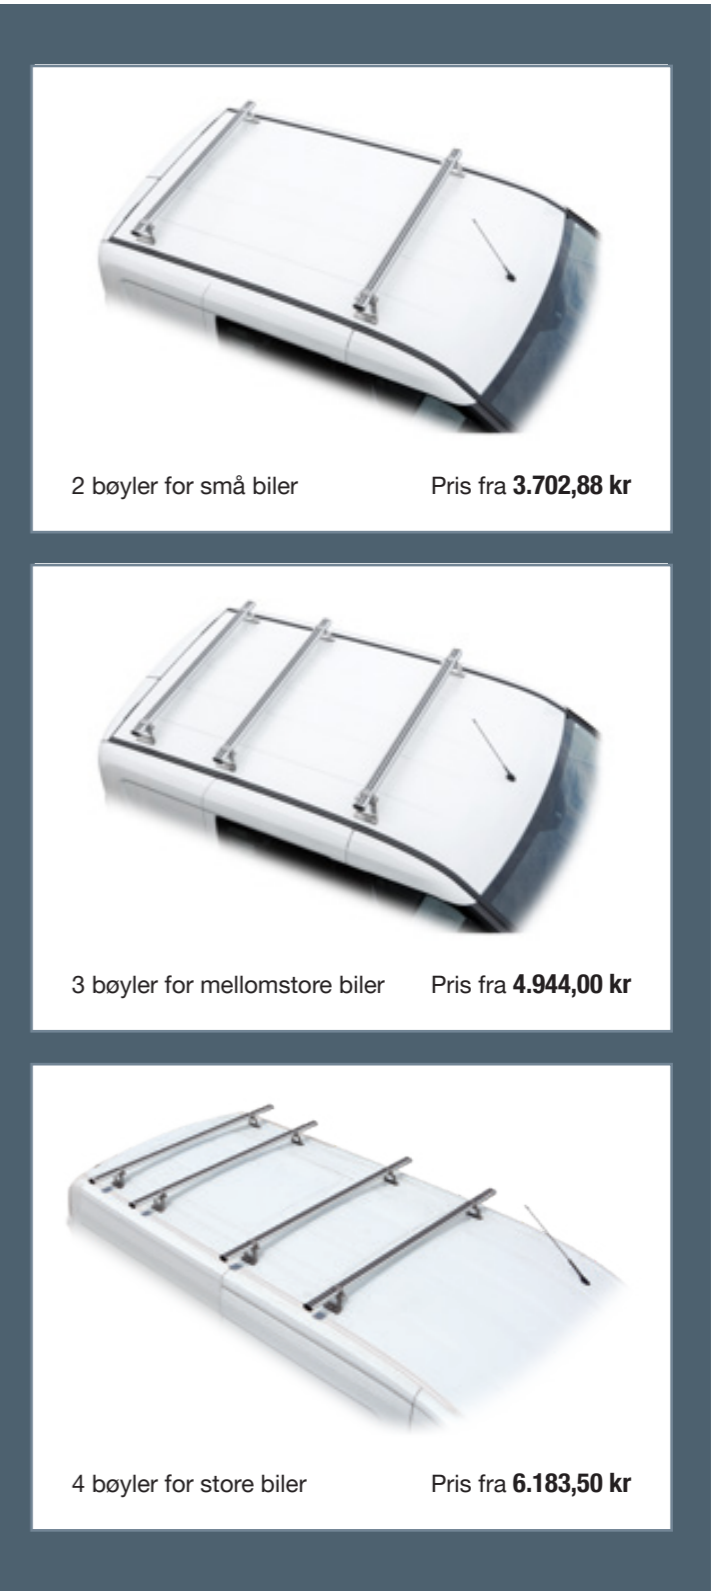 2 bøyler for små biler Pris fra 3.702,88 kr
3 bøyler for mellomstore biler Pris fra 4.944,00 kr
4 bøyler for store biler Pris fra 6.183,50 kr